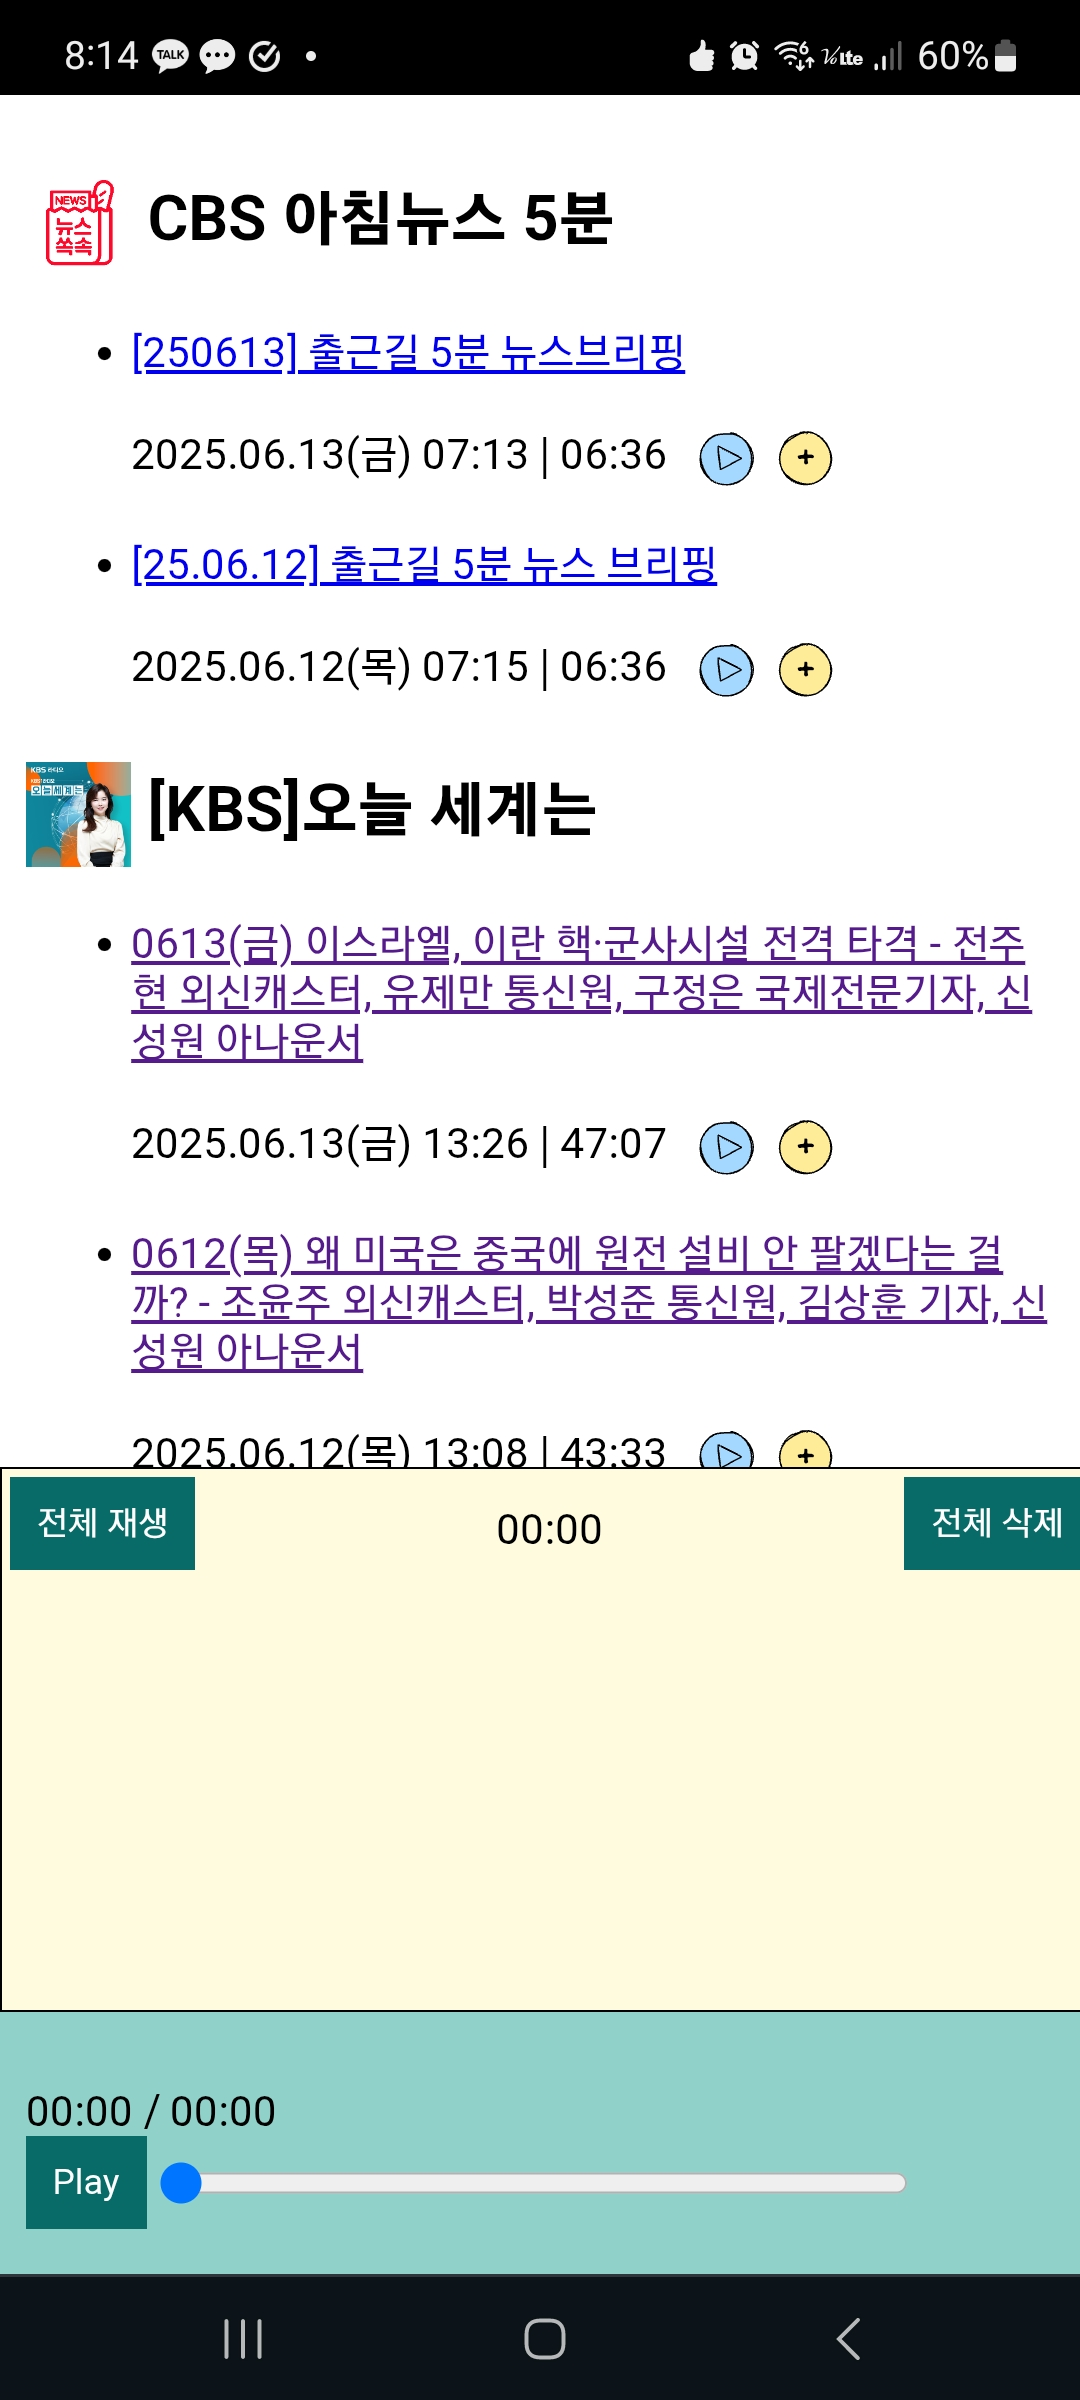 8:14 TALK 6 VoLTE 60%
NEWS
뉴스
쏙속
CBS 아침뉴스 5분
[250613] 출근길 5분 뉴스브리핑
2025.06.13(금) 07:13 | 06:36
[25.06.12] 출근길 5분 뉴스 브리핑
2025.06.12(목) 07:15 | 06:36
KBS 라디오
오늘세계는
[KBS]오늘 세계는
0613(금) 이스라엘, 이란 핵·군사시설 전격 타격 - 전주
현 외신캐스터, 유제만 통신원, 구정은 국제전문기자, 신
성원 아나운서
2025.06.13(금) 13:26 | 47:07
0612(목) 왜 미국은 중국에 원전 설비 안 팔겠다는 걸
까? - 조윤주 외신캐스터, 박성준 통신원, 김상훈 기자, 신
성원 아나운서
2025.06.12(목) 13:08 | 43:33
전체 재생 00:00 전체 삭제
00:00 / 00:00
Play